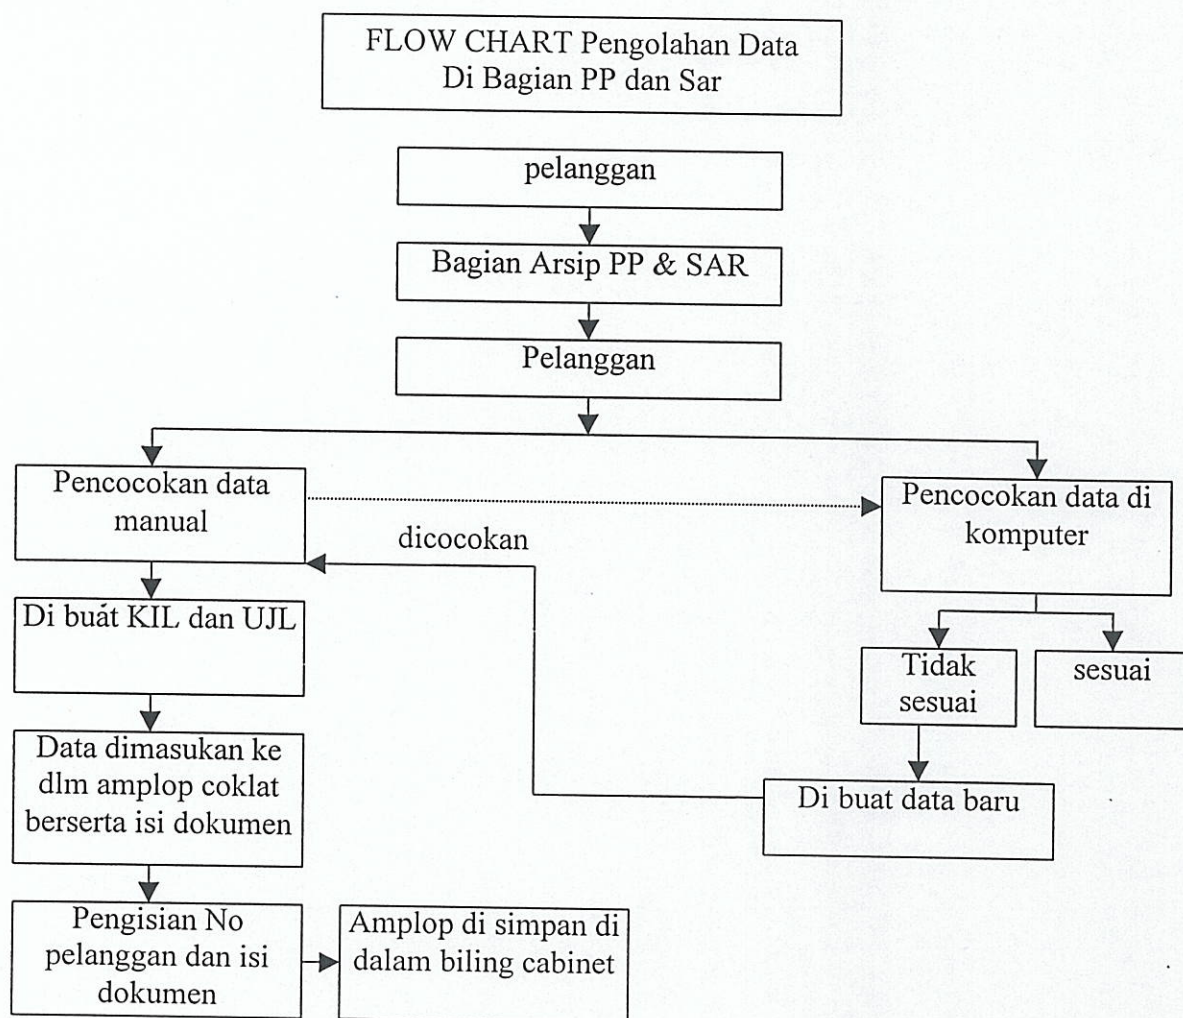 FLOW CHART Pengolahan Data
Di Bagian PP dan Sar
pelanggan
Bagian Arsip PP & SAR
Pelanggan
Pencocokan data
manual
Pencocokan data di
komputer
dicocokan
Di buat KIL dan UJL
Tidak
sesuai
sesuai
Data dimasukan ke
dlm amplop coklat
berserta isi dokumen
Di buat data baru
Pengisian No
pelanggan dan isi
dokumen
Amplop di simpan di
dalam biling cabinet